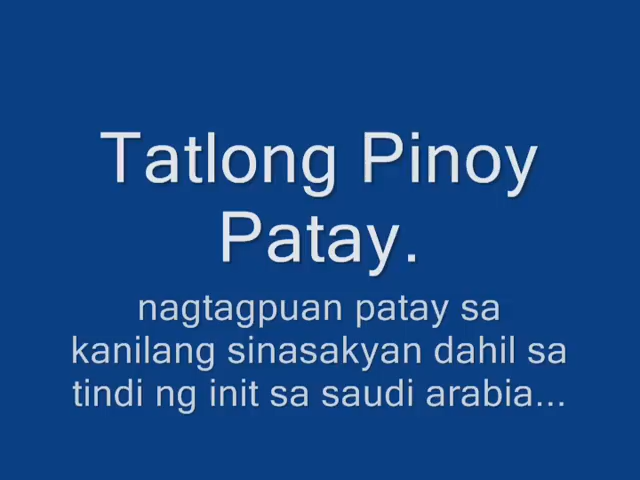 Tatlong Pinoy
Patay.
nagtagpuan patay sa
kanilang sinasakyan dahil sa
tindi ng init sa saudi arabia...